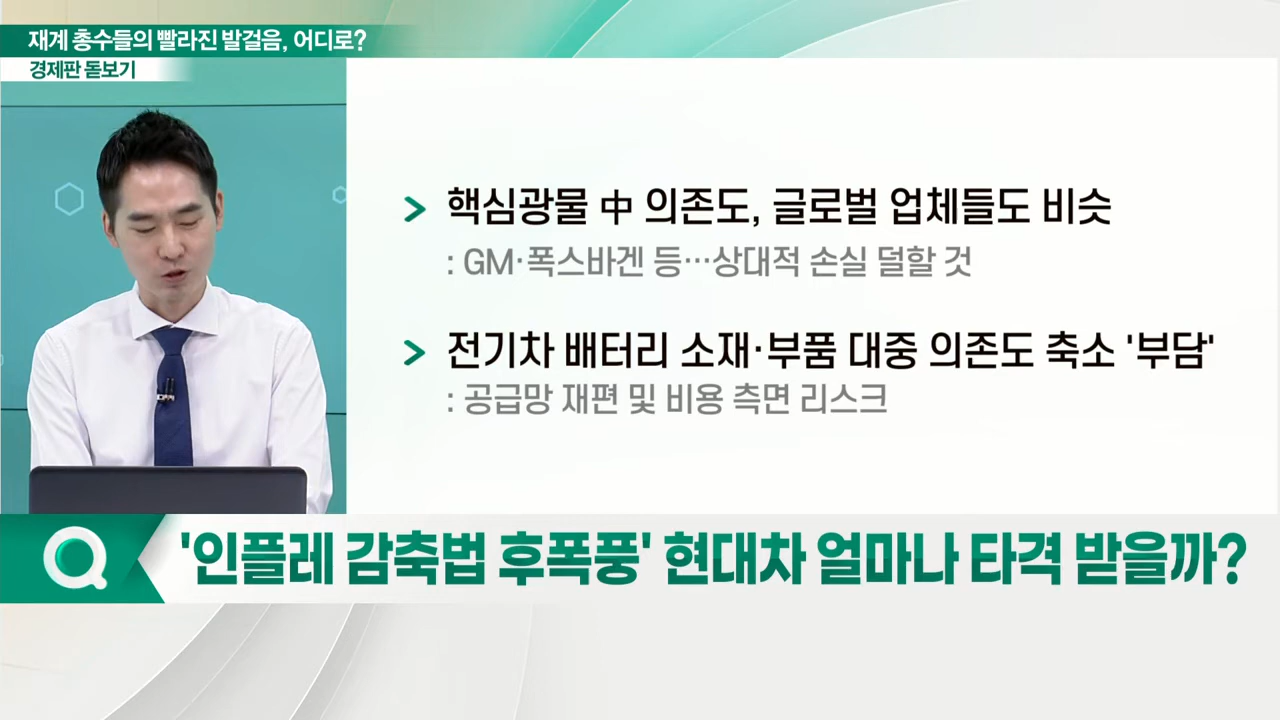 재계 총수들의 빨라진 발걸음, 어디로?
경제판 돋보기
핵심광물 中 의존도, 글로벌 업체들도 비슷
: GM·폭스바겐 등…상대적 손실 덜할 것
전기차 배터리 소재·부품 대중 의존도 축소 '부담'
: 공급망 재편 및 비용 측면 리스크
'인플레 감축법 후폭풍' 현대차 얼마나 타격 받을까?